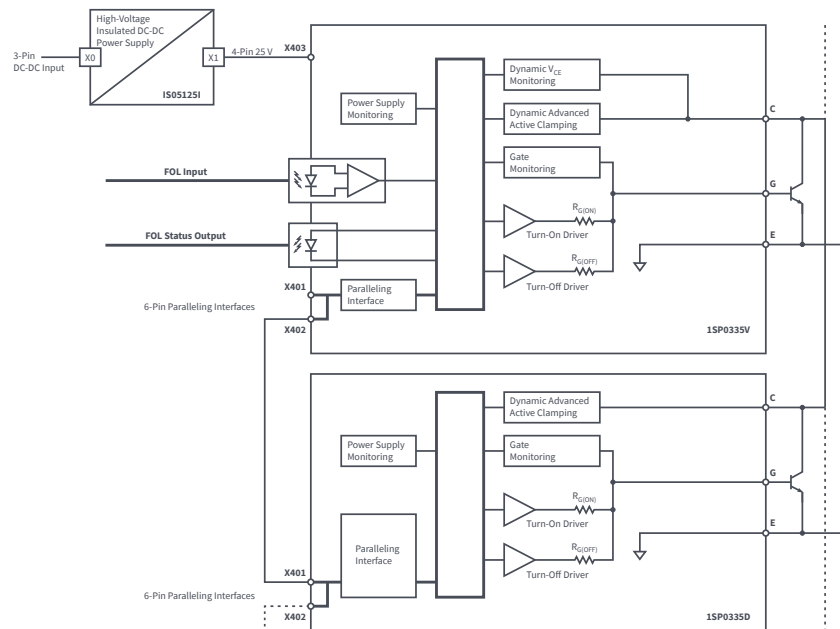 High-Voltage
Insulated DC-DC
Power Supply
3-Pin
DC-DC Input
X0
X1
4-Pin 25 V
IS05125I
X403
Power Supply
Monitoring
Dynamic VCE
Monitoring
Dynamic Advanced
Active Clamping
C
Gate
Monitoring
FOL Input
G
RG(ON)
Turn-On Driver
FOL Status Output
E
RG(OFF)
Turn-Off Driver
X401
Paralleling
Interface
6-Pin Paralleling Interfaces
X402
1SP0335V
Dynamic Advanced
Active Clamping
C
Power Supply
Monitoring
Gate
Monitoring
G
RG(ON)
Turn-On Driver
E
Paralleling
Interface
RG(OFF)
Turn-Off Driver
X401
6-Pin Paralleling Interfaces
X402
1SP0335D